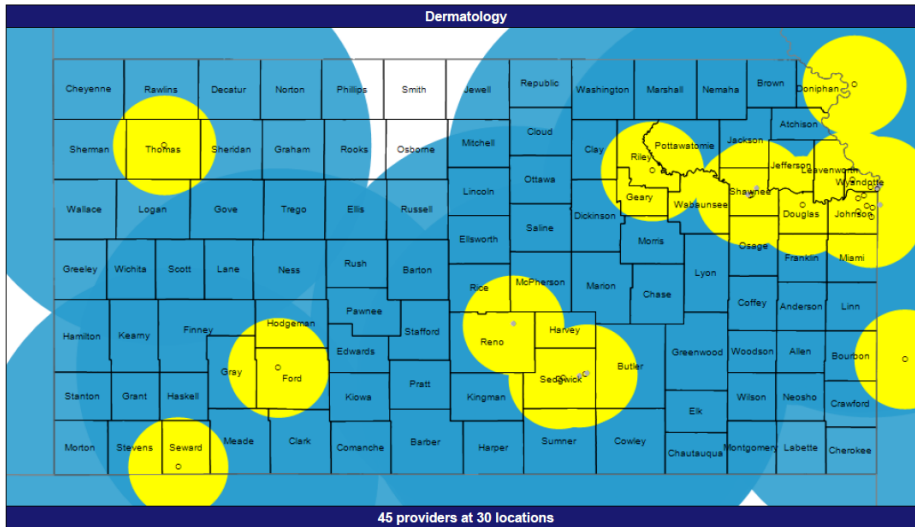 Dermatology
Cheyenne Rawlins Decatur Norton Phillips Smith Jewell Republic Washington Marshall Nemaha Brown Doniphan
Atchison
Sherman Thomas Sheridan Graham Rooks Osborne Mitchell Cloud Clay Riley Pottawatomie Jackson Jefferson Leavenworth
Wyandotte
Wallace Logan Gove Trego Ellis Russell Lincoln Ottawa Dickinson Geary Wabaunsee Shawnee Douglas Johnson
Ellsworth Saline Morris Osage Franklin Miami
Greeley Wichita Scott Lane Ness Rush Barton Rice McPherson Marion Chase Lyon
Pawnee Coffey Anderson Linn
Hamilton Kearny Finney Hodgeman Stafford Reno Harvey
Gray Ford Edwards Sedgwick Butler Greenwood Woodson Allen Bourbon
Stanton Grant Haskell Kiowa Pratt Kingman Elk Wilson Neosho Crawford
Morton Stevens Seward Meade Clark Comanche Barber Harper Sumner Cowley Chautauqua Montgomery Labette Cherokee
45 providers at 30 locations